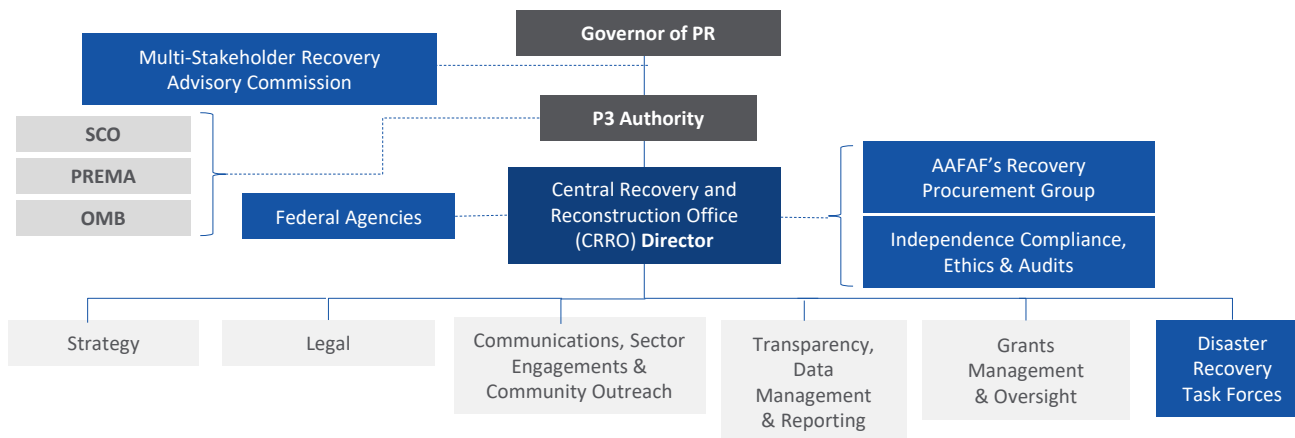 Governor of PR
Multi-Stakeholder Recovery
Advisory Commission
P3 Authority
SCO
PREMA
OMB
Federal Agencies
Central Recovery and
Reconstruction Office
(CRRO) Director
AAFAF's Recovery
Procurement Group
Independence Compliance,
Ethics & Audits
Strategy
Legal
Communications, Sector
Engagements &
Community Outreach
Transparency,
Data
Management
& Reporting
Grants
Management
& Oversight
Disaster
Recovery
Task Forces